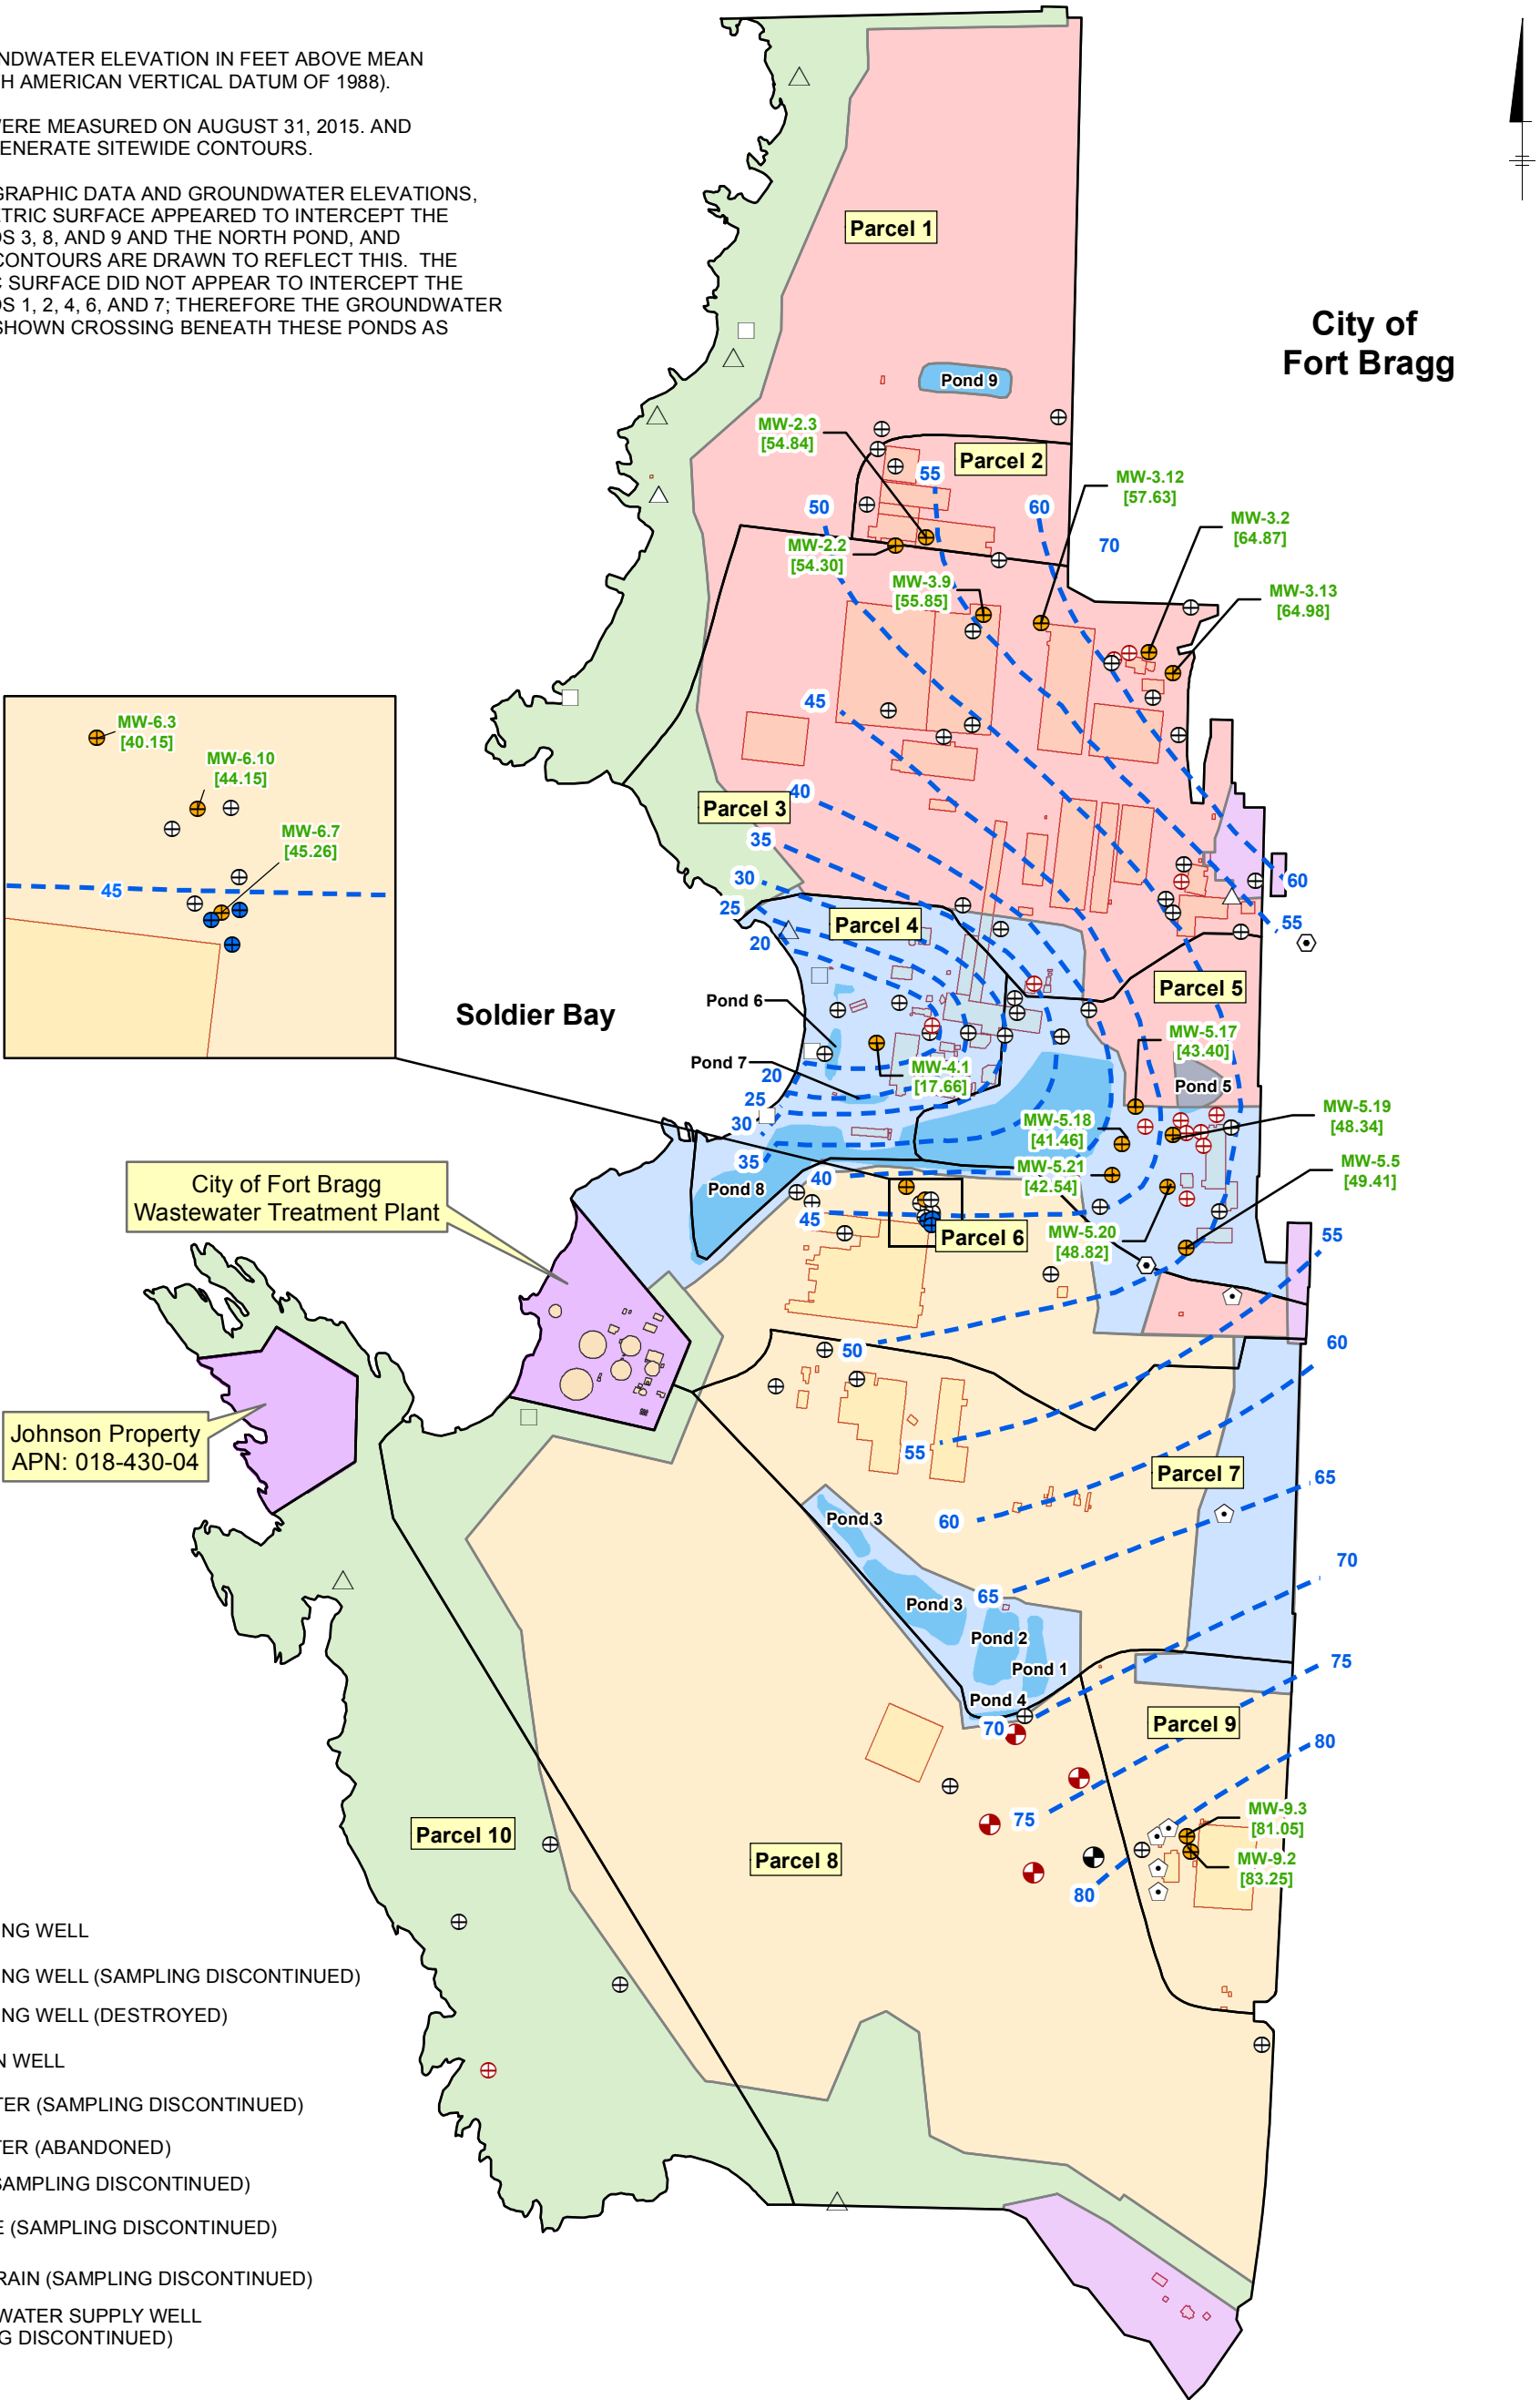 NDWATER ELEVATION IN FEET ABOVE MEAN
H AMERICAN VERTICAL DATUM OF 1988).
WERE MEASURED ON AUGUST 31, 2015. AND
ENERATE SITEWIDE CONTOURS.
GRAPHIC DATA AND GROUNDWATER ELEVATIONS,
TRIC SURFACE APPEARED TO INTERCEPT THE
DS 3, 8, AND 9 AND THE NORTH POND, AND
CONTOURS ARE DRAWN TO REFLECT THIS. THE
C SURFACE DID NOT APPEAR TO INTERCEPT THE
DS 1, 2, 4, 6, AND 7; THEREFORE THE GROUNDWATER
SHOWN CROSSING BENEATH THESE PONDS AS
Parcel 1
City of
Fort Bragg
Pond 9
MW-2.3
[54.84]
Parcel 2
55
MW-3.12
[57.63]
50
60
MW-3.2
[64.87]
70
MW-2.2
[54.30]
MW-3.9
[55.85]
MW-3.13
[64.98]
45
MW-6.3
[40.15]
MW-6.10
[44.15]
MW-6.7
[45.26]
45
40
Parcel 3
35
30
60
25
55
Parcel 4
20
Parcel 5
Pond 6
Soldier Bay
MW-5.17
[43.40]
Pond 7
20
MW-4.1
[17.66]
Pond 5
25
30
MW-5.18
[41.46]
MW-5.19
[48.34]
35
MW-5.21
[42.54]
MW-5.5
[49.41]
40
Pond 8
City of Fort Bragg
Wastewater Treatment Plant
45
Parcel 6
MW-5.20
[48.82]
55
50
60
Johnson Property
APN: 018-430-04
55
Parcel 7
65
Pond 3
60
70
65
Pond 3
Pond 2
75
Pond 1
Pond 4
70
Parcel 9
80
MW-9.3
[81.05]
75
Parcel 10
Parcel 8
MW-9.2
[83.25]
80
NG WELL
NG WELL (SAMPLING DISCONTINUED)
NG WELL (DESTROYED)
N WELL
TER (SAMPLING DISCONTINUED)
TER (ABANDONED)
SAMPLING DISCONTINUED)
E (SAMPLING DISCONTINUED)
RAIN (SAMPLING DISCONTINUED)
WATER SUPPLY WELL
G DISCONTINUED)